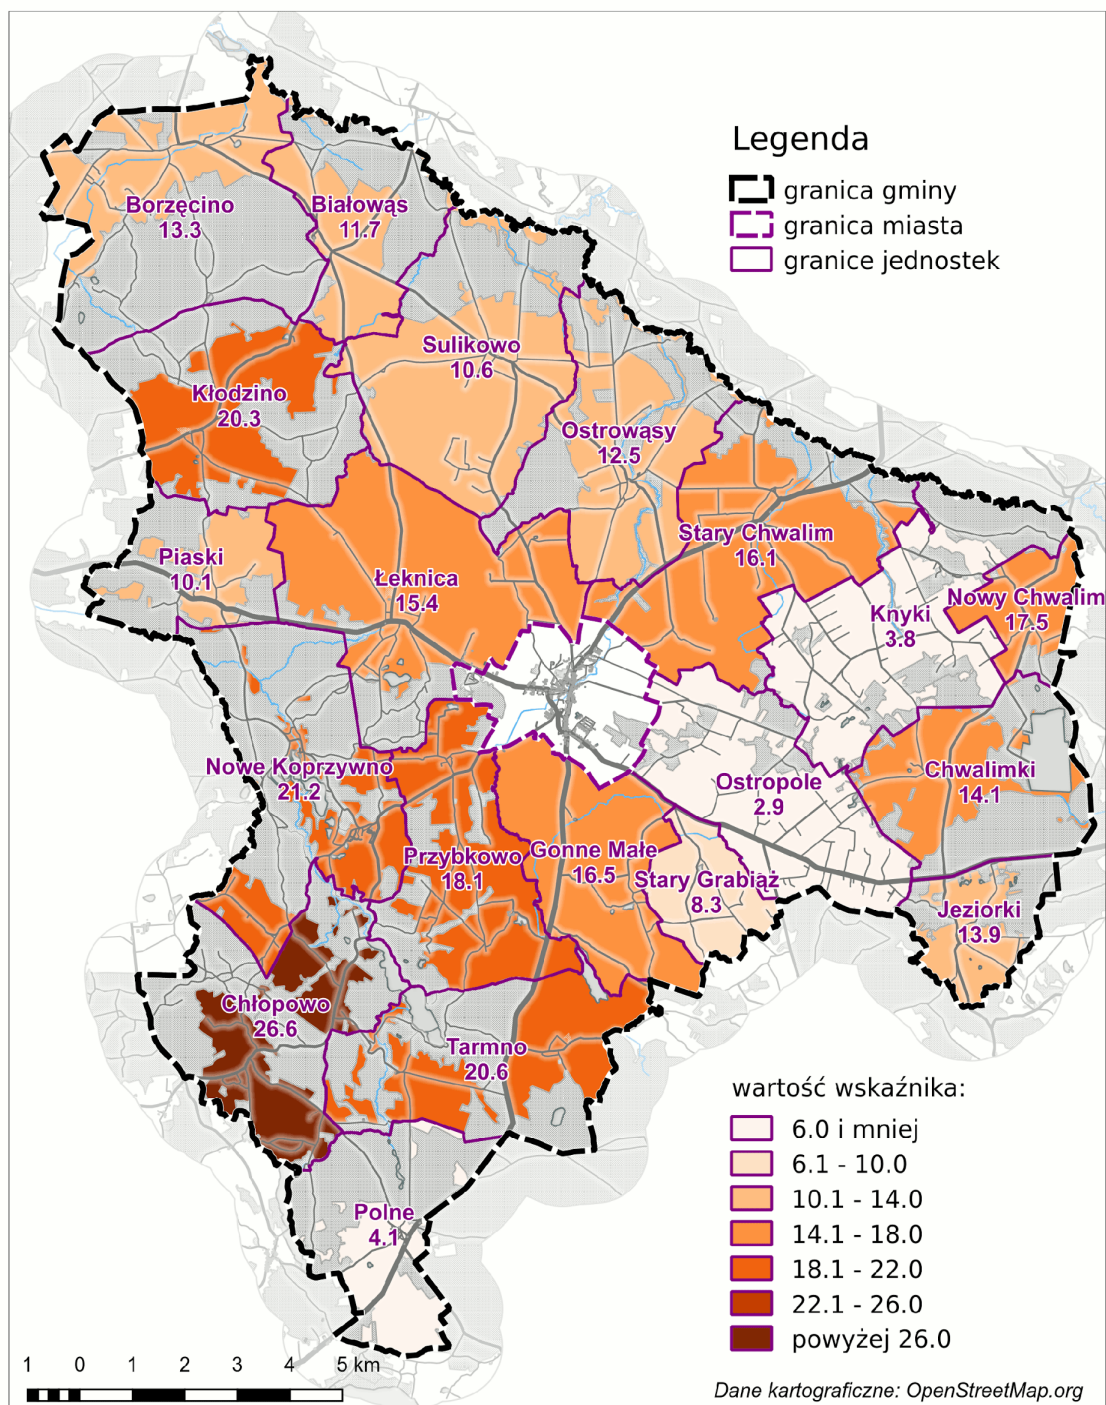 Legenda
granica gminy
granica miasta
granice jednostek
Borzęcino
13.3
Białowąs
11.7
Sulikowo
10.6
Kłodzino
20.3
Ostrowąsy
12.5
Stary Chwalim
16.1
Piaski
10.1
Łeknica
15.4
Knyki
3.8
Nowy Chwalim
17.5
Nowe Koprzywno
21.2
Ostropole
2.9
Chwalimki
14.1
Przybkowo
18.1
Gonne Małe
16.5
Stary Grabiąż
8.3
Jeziorki
13.9
Chłopowo
26.6
Tarmno
20.6
Polne
4.1
wartość wskaźnika:
6.0 i mniej
6.1 - 10.0
10.1 - 14.0
14.1 - 18.0
18.1 - 22.0
22.1 - 26.0
powyżej 26.0
1 0 1 2 3 4 5 km
Dane kartograficzne: OpenStreetMap.org